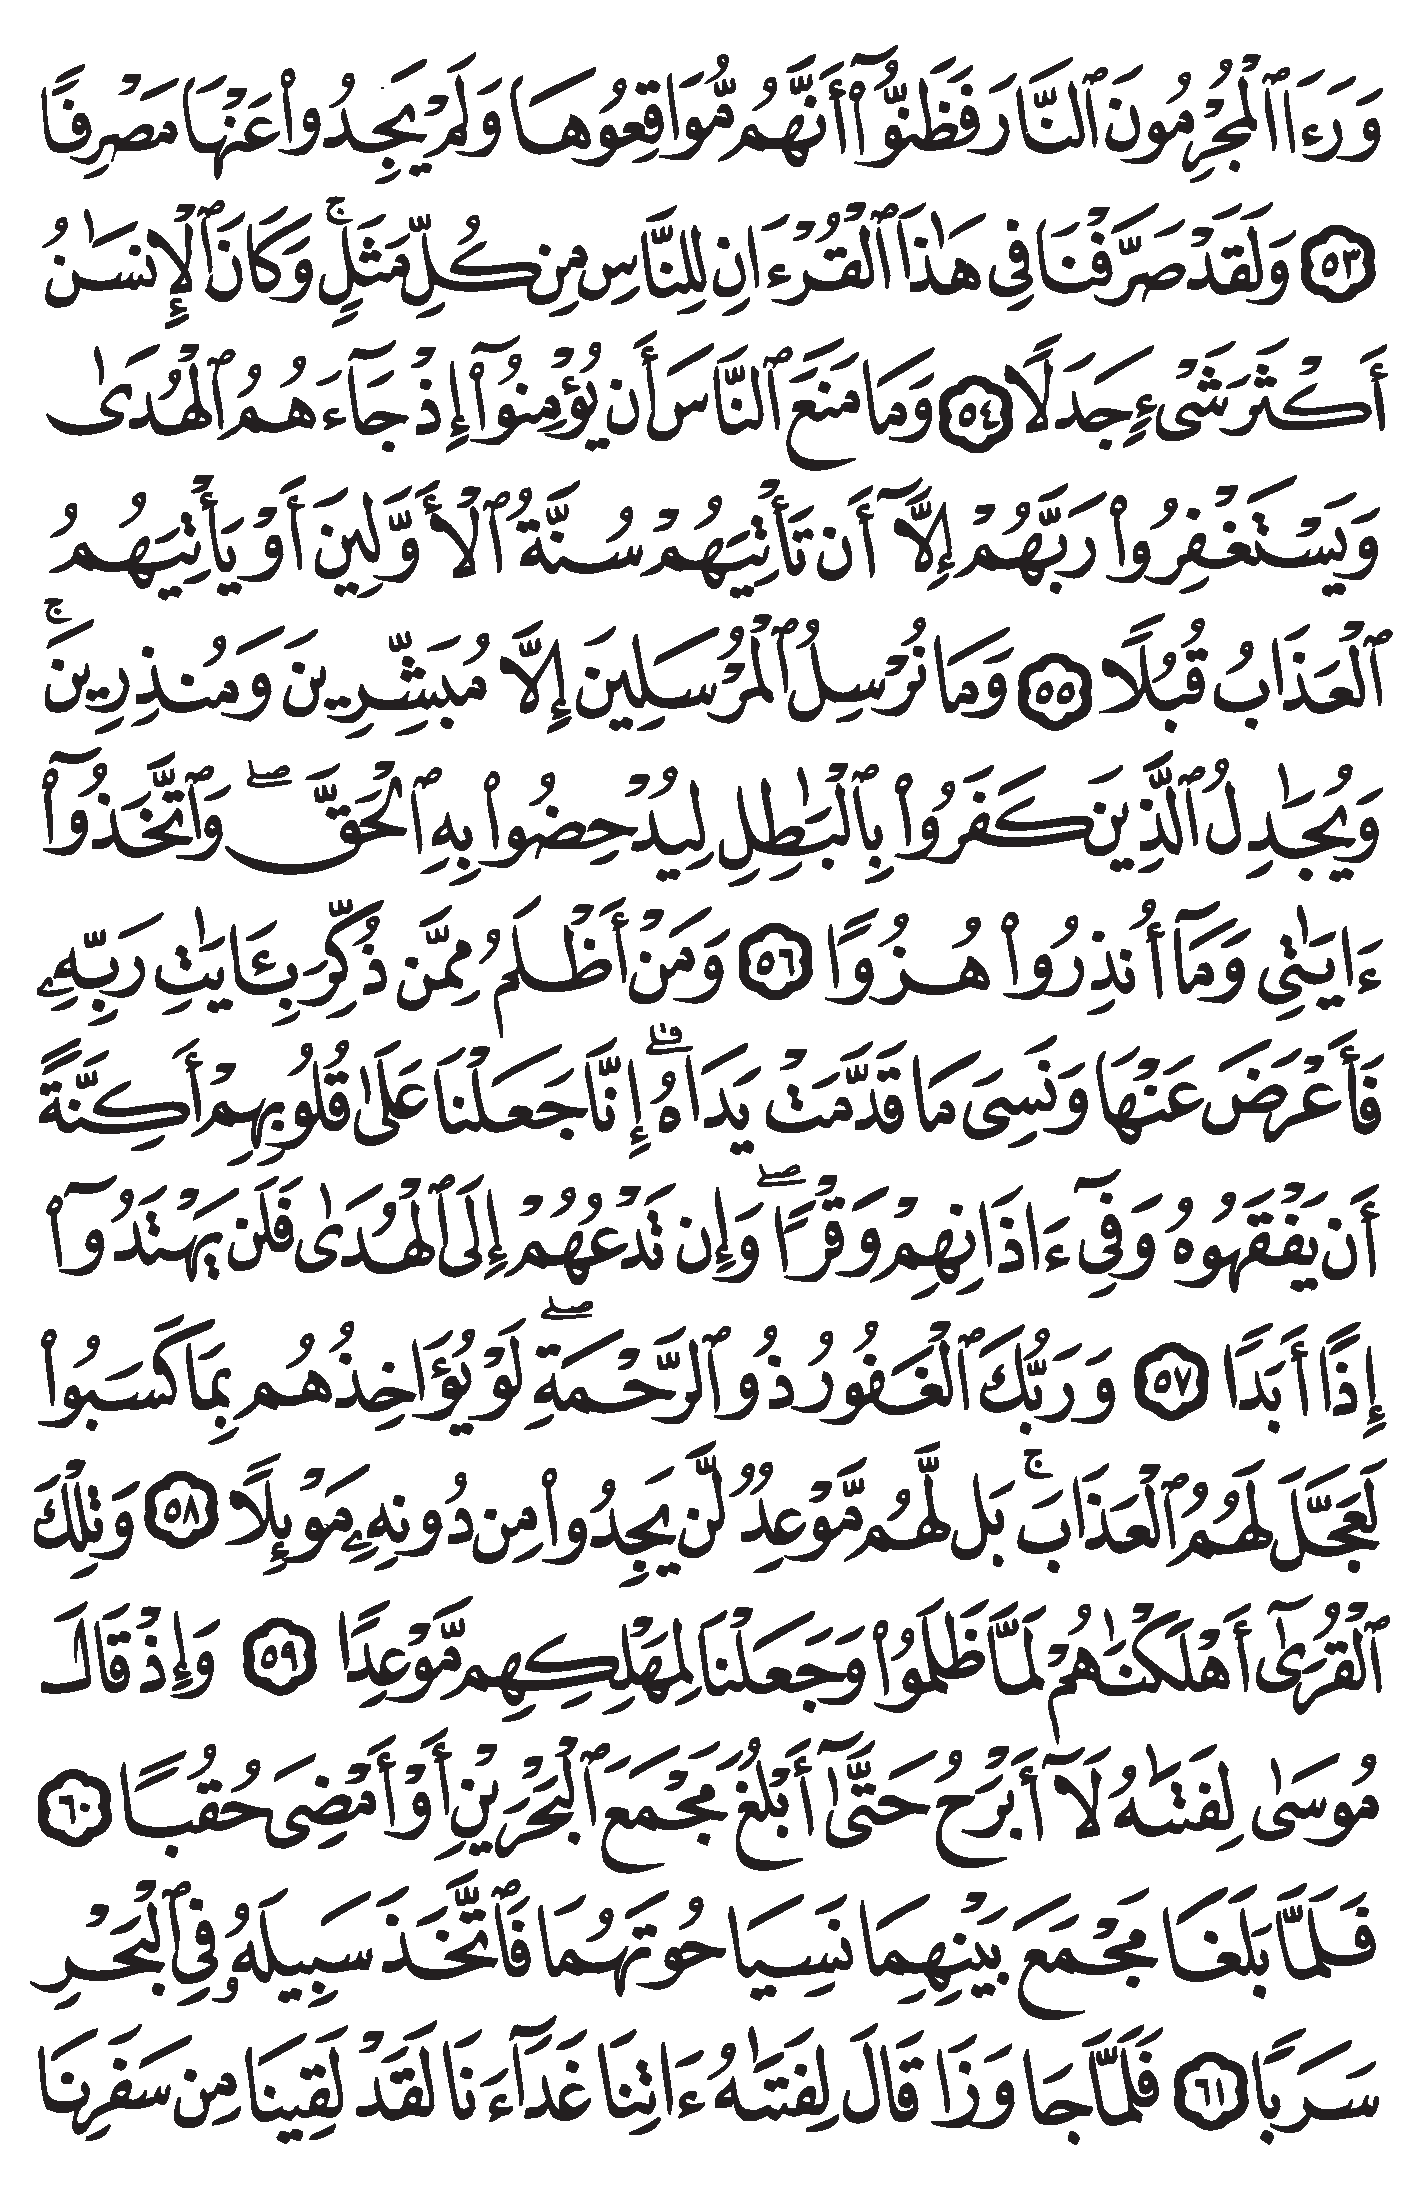 وَرَءَا ٱلْمُجْرِمُونَ ٱلنَّارَ فَظَنُّوٓا۟ أَنَّهُم مُّوَاقِعُوهَا وَلَمْ يَجِدُوا۟ عَنْهَا مَصْرِفًا
۝٥٣ وَلَقَدْ صَرَّفْنَا فِى هَـٰذَا ٱلْقُرْءَانِ لِلنَّاسِ مِن كُلِّ مَثَلٍ ۚ وَكَانَ ٱلْإِنسَـٰنُ
أَكْثَرَ شَىْءٍ جَدَلًا ۝٥٤ وَمَا مَنَعَ ٱلنَّاسَ أَن يُؤْمِنُوٓا۟ إِذْ جَآءَهُمُ ٱلْهُدَىٰ
وَيَسْتَغْفِرُوا۟ رَبَّهُمْ إِلَّآ أَن تَأْتِيَهُمْ سُنَّةُ ٱلْأَوَّلِينَ أَوْ يَأْتِيَهُمُ
ٱلْعَذَابُ قُبُلًا ۝٥٥ وَمَا نُرْسِلُ ٱلْمُرْسَلِينَ إِلَّا مُبَشِّرِينَ وَمُنذِرِينَ ۚ
وَيُجَـٰدِلُ ٱلَّذِينَ كَفَرُوا۟ بِٱلْبَـٰطِلِ لِيُدْحِضُوا۟ بِهِ ٱلْحَقَّ ۖ وَٱتَّخَذُوٓا۟
ءَايَـٰتِى وَمَآ أُنذِرُوا۟ هُزُوًا ۝٥٦ وَمَنْ أَظْلَمُ مِمَّن ذُكِّرَ بِـَٔايَـٰتِ رَبِّهِۦ
فَأَعْرَضَ عَنْهَا وَنَسِىَ مَا قَدَّمَتْ يَدَاهُ ۚ إِنَّا جَعَلْنَا عَلَىٰ قُلُوبِهِمْ أَكِنَّةً
أَن يَفْقَهُوهُ وَفِىٓ ءَاذَانِهِمْ وَقْرًا ۖ وَإِن تَدْعُهُمْ إِلَى ٱلْهُدَىٰ فَلَن يَهْتَدُوٓا۟
إِذًا أَبَدًا ۝٥٧ وَرَبُّكَ ٱلْغَفُورُ ذُو ٱلرَّحْمَةِ ۖ لَوْ يُؤَاخِذُهُم بِمَا كَسَبُوا۟
لَعَجَّلَ لَهُمُ ٱلْعَذَابَ ۚ بَل لَّهُم مَّوْعِدٌ لَّن يَجِدُوا۟ مِن دُونِهِۦ مَوْئِلًا ۝٥٨ وَتِلْكَ
ٱلْقُرَىٰٓ أَهْلَكْنَـٰهُمْ لَمَّا ظَلَمُوا۟ وَجَعَلْنَا لِمَهْلِكِهِم مَّوْعِدًا ۝٥٩ وَإِذْ قَالَ
مُوسَىٰ لِفَتَىٰهُ لَآ أَبْرَحُ حَتَّىٰٓ أَبْلُغَ مَجْمَعَ ٱلْبَحْرَيْنِ أَوْ أَمْضِىَ حُقُبًا ۝٦٠
فَلَمَّا بَلَغَا مَجْمَعَ بَيْنِهِمَا نَسِيَا حُوتَهُمَا فَٱتَّخَذَ سَبِيلَهُۥ فِى ٱلْبَحْرِ
سَرَبًا ۝٦١ فَلَمَّا جَاوَزَا قَالَ لِفَتَىٰهُ ءَاتِنَا غَدَآءَنَا لَقَدْ لَقِينَا مِن سَفَرِنَا